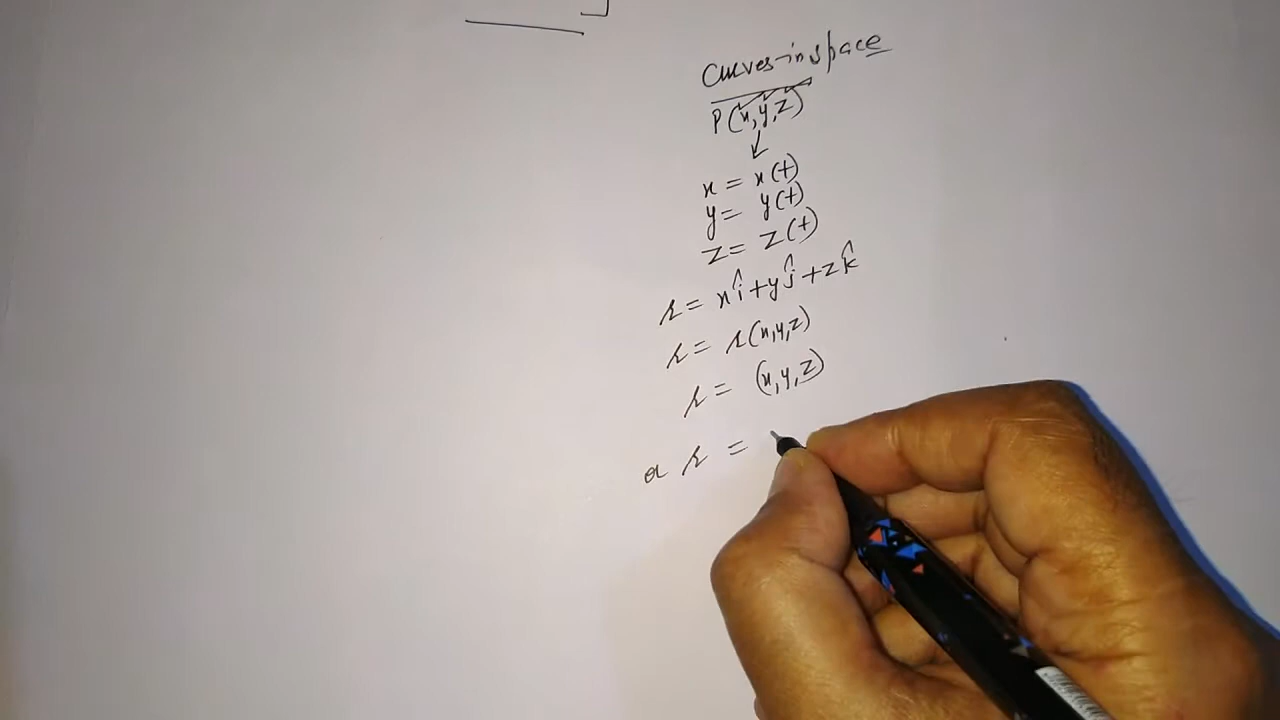 Curves-in space
P(x,y,z)
↙
x = x(t)
y = y(t)
z = z(t)
r = xî+yĵ+zk̂
r = r(x,y,z)
r = (x,y,z)
or r =